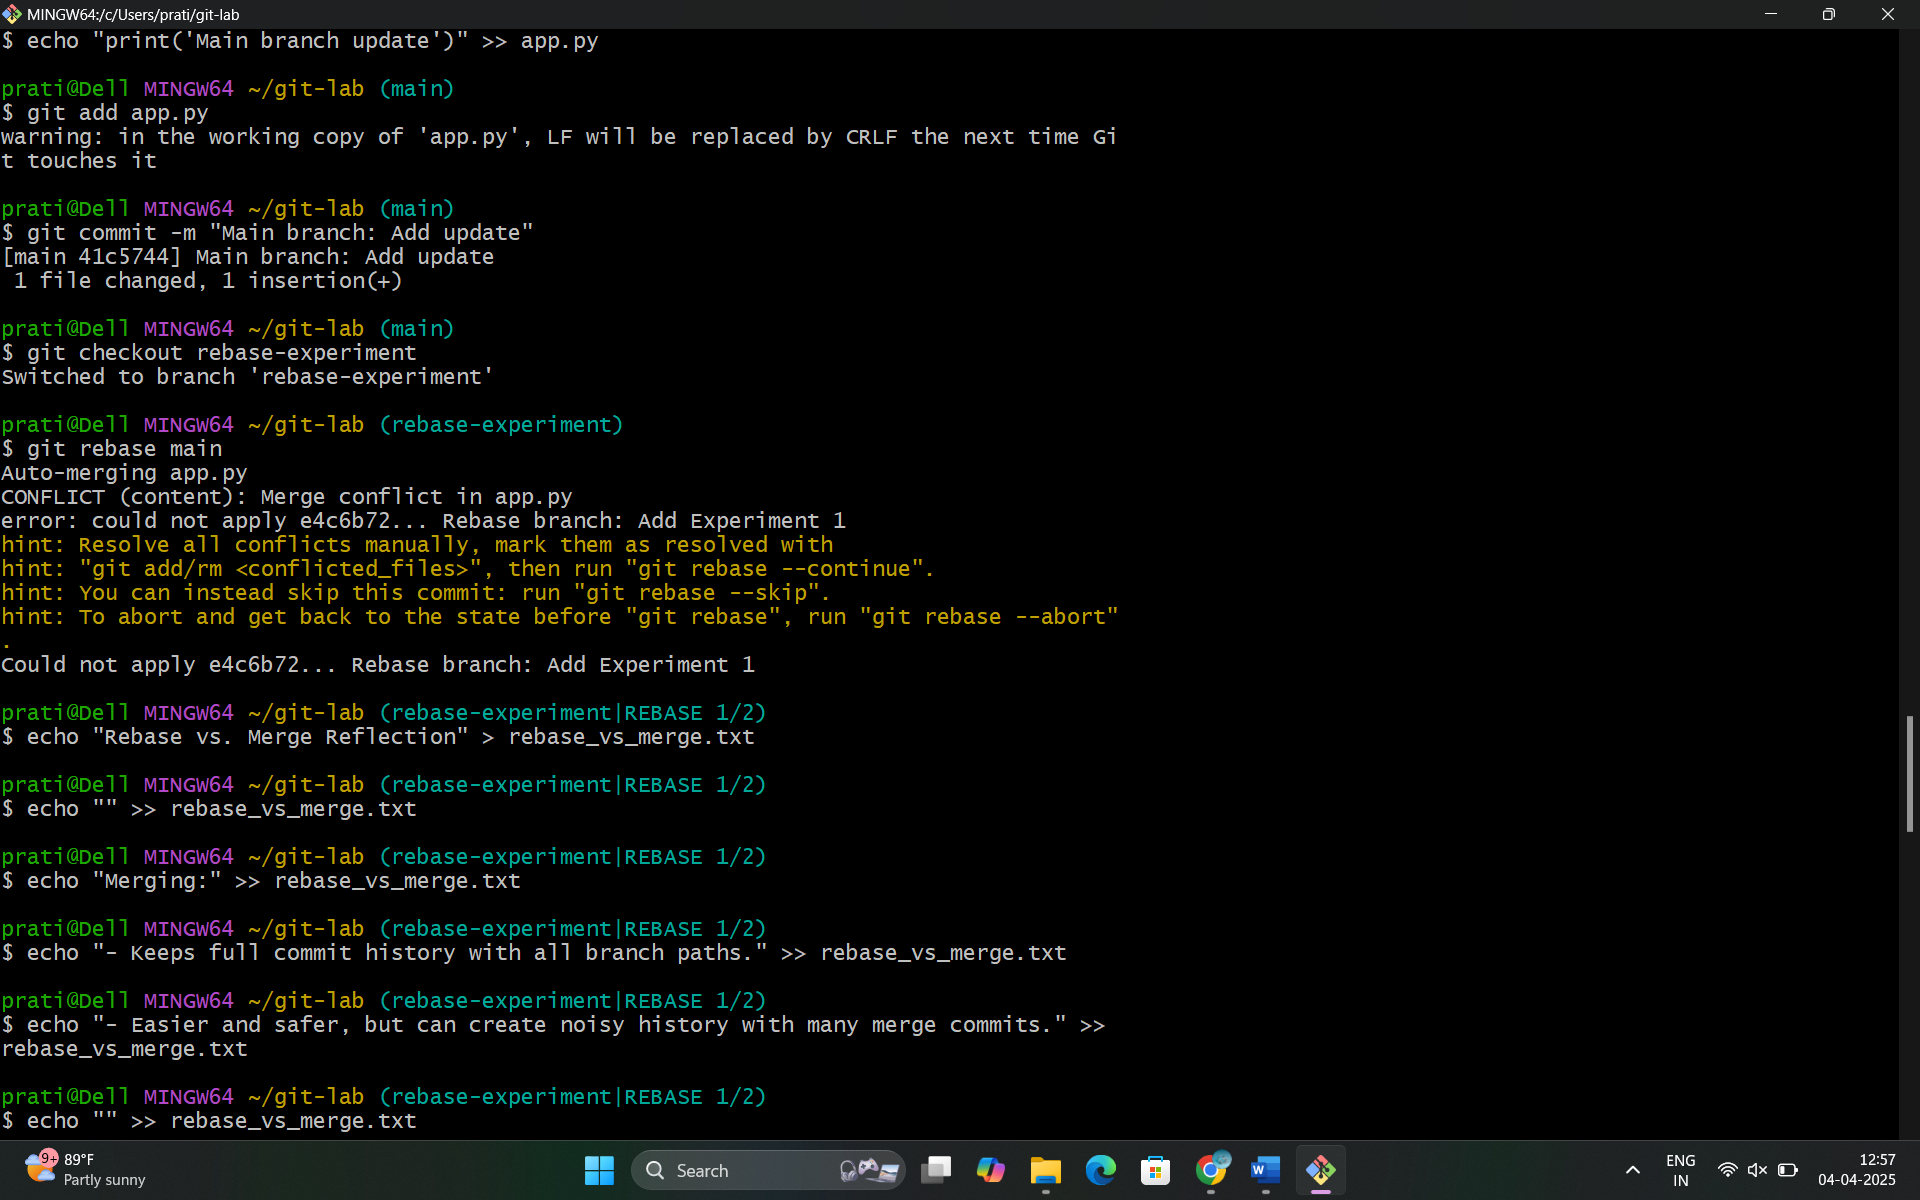 MINGW64:/c/Users/prati/git-lab
$ echo "print('Main branch update')" >> app.py
prati@Dell MINGW64 ~/git-lab (main)
$ git add app.py
warning: in the working copy of 'app.py', LF will be replaced by CRLF the next time Gi
t touches it
prati@Dell MINGW64 ~/git-lab (main)
$ git commit -m "Main branch: Add update"
[main 41c5744] Main branch: Add update
 1 file changed, 1 insertion(+)
prati@Dell MINGW64 ~/git-lab (main)
$ git checkout rebase-experiment
Switched to branch 'rebase-experiment'
prati@Dell MINGW64 ~/git-lab (rebase-experiment)
$ git rebase main
Auto-merging app.py
CONFLICT (content): Merge conflict in app.py
error: could not apply e4c6b72... Rebase branch: Add Experiment 1
hint: Resolve all conflicts manually, mark them as resolved with
hint: "git add/rm <conflicted_files>", then run "git rebase --continue".
hint: You can instead skip this commit: run "git rebase --skip".
hint: To abort and get back to the state before "git rebase", run "git rebase --abort"
.
Could not apply e4c6b72... Rebase branch: Add Experiment 1
prati@Dell MINGW64 ~/git-lab (rebase-experiment|REBASE 1/2)
$ echo "Rebase vs. Merge Reflection" > rebase_vs_merge.txt
prati@Dell MINGW64 ~/git-lab (rebase-experiment|REBASE 1/2)
$ echo "" >> rebase_vs_merge.txt
prati@Dell MINGW64 ~/git-lab (rebase-experiment|REBASE 1/2)
$ echo "Merging:" >> rebase_vs_merge.txt
prati@Dell MINGW64 ~/git-lab (rebase-experiment|REBASE 1/2)
$ echo "- Keeps full commit history with all branch paths." >> rebase_vs_merge.txt
prati@Dell MINGW64 ~/git-lab (rebase-experiment|REBASE 1/2)
$ echo "- Easier and safer, but can create noisy history with many merge commits." >>
rebase_vs_merge.txt
prati@Dell MINGW64 ~/git-lab (rebase-experiment|REBASE 1/2)
$ echo "" >> rebase_vs_merge.txt
9+
89°F
Partly sunny
Search
W
ENG
IN
12:57
04-04-2025